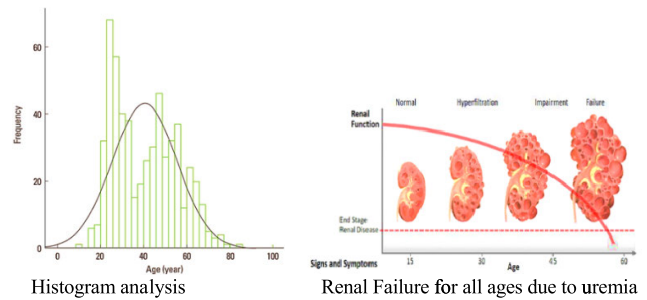 60
40
20
0
Frequency
0 20 40 60 80 100
Age (year)
Histogram analysis
Normal Hyperfiltration Impairment Failure
Renal
Function
End Stage
Renal Disease
15 30 45 60
Signs and Symptoms Age
Renal Failure for all ages due to uremia